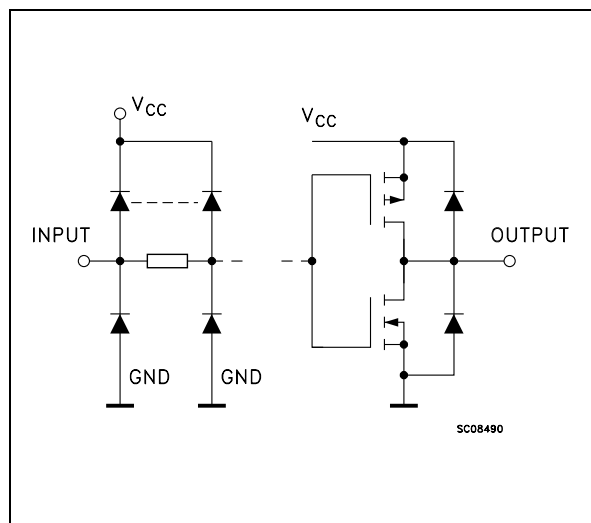 VCC
VCC
INPUT
OUTPUT
GND
GND
SC08490